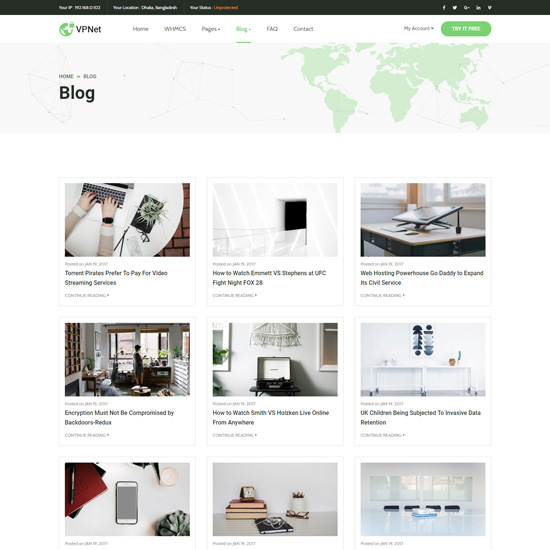 Your IP : 192.168.0.102 Your Location : Dhaka, Bangladesh Your Status : Unprotected
VPNet Home WHMCS Pages Blog FAQ Contact My Account TRY IT FREE
HOME » BLOG
Blog
Posted on JAN 19, 2017
Torrent Pirates Prefer To Pay For Video
Streaming Services
CONTINUE READING
Posted on JAN 19, 2017
How to Watch Emmett VS Stephens at UFC
Fight Night FOX 28
CONTINUE READING
Posted on JAN 19, 2017
Web Hosting Powerhouse Go Daddy to Expand
Its Civil Service
CONTINUE READING
Posted on JAN 19, 2017
Encryption Must Not Be Compromised by
Backdoors-Redux
CONTINUE READING
Posted on JAN 19, 2017
How to Watch Smith VS Holzken Live Online
From Anywhere
CONTINUE READING
Posted on JAN 19, 2017
UK Children Being Subjected To Invasive Data
Retention
CONTINUE READING
Posted on JAN 19, 2017
Posted on JAN 19, 2017
Posted on JAN 19, 2017